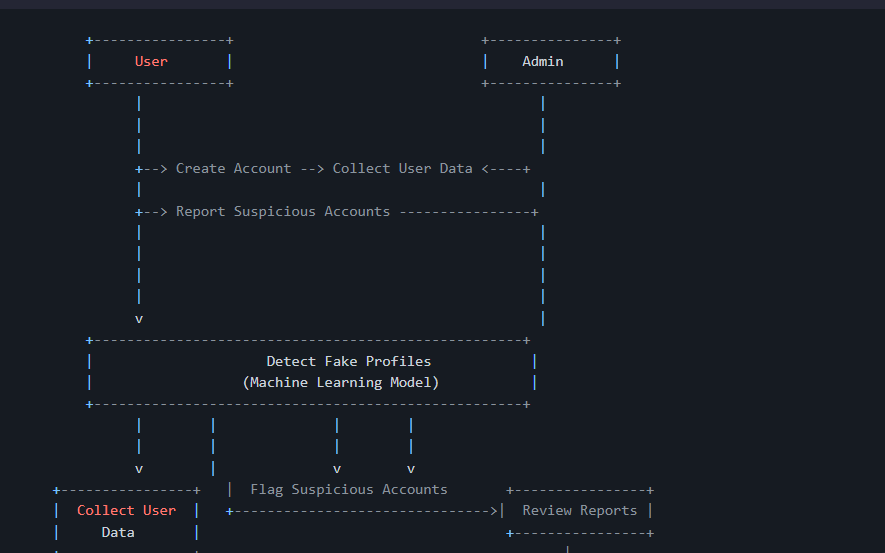 +----------------+                               +---------------+
|     User       |                               |    Admin      |
+----------------+                               +---------------+
      |                                                 |
      |                                                 |
      |                                                 |
      +--> Create Account --> Collect User Data <----+
      |                                                 |
      +--> Report Suspicious Accounts ----------------+
      |                                                 |
      |                                                 |
      |                                                 |
      |                                                 |
      v                                                 |
+----------------------------------------------------+
|                     Detect Fake Profiles            |
|                  (Machine Learning Model)           |
+----------------------------------------------------+
      |        |              |        |
      |        |              |        |
      v        |              v        v
+----------------+   |  Flag Suspicious Accounts       +----------------+
|  Collect User  |   +------------------------------->|  Review Reports |
|     Data       |                                     +----------------+